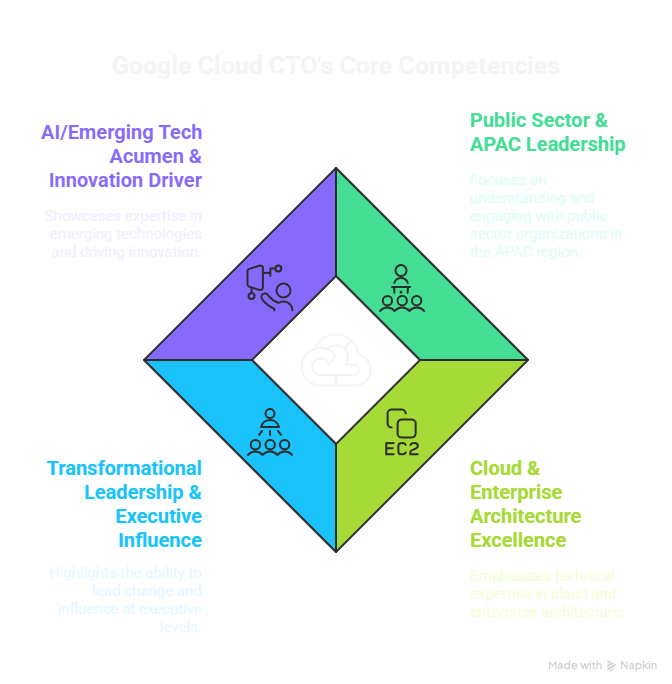 Google Cloud CTO's Core Competencies
AI/Emerging Tech
Acumen &
Innovation Driver
Showcases expertise in
emerging technologies
and driving innovation.
Public Sector &
APAC Leadership
Focuses on
understanding and
engaging with public
sector organizations in
the APAC region.
EC2
Transformational
Leadership &
Executive
Influence
Highlights the ability to
lead change and
influence at executive
levels.
Cloud &
Enterprise
Architecture
Excellence
Emphasizes technical
expertise in cloud and
enterprise architecture.
Made with Napkin